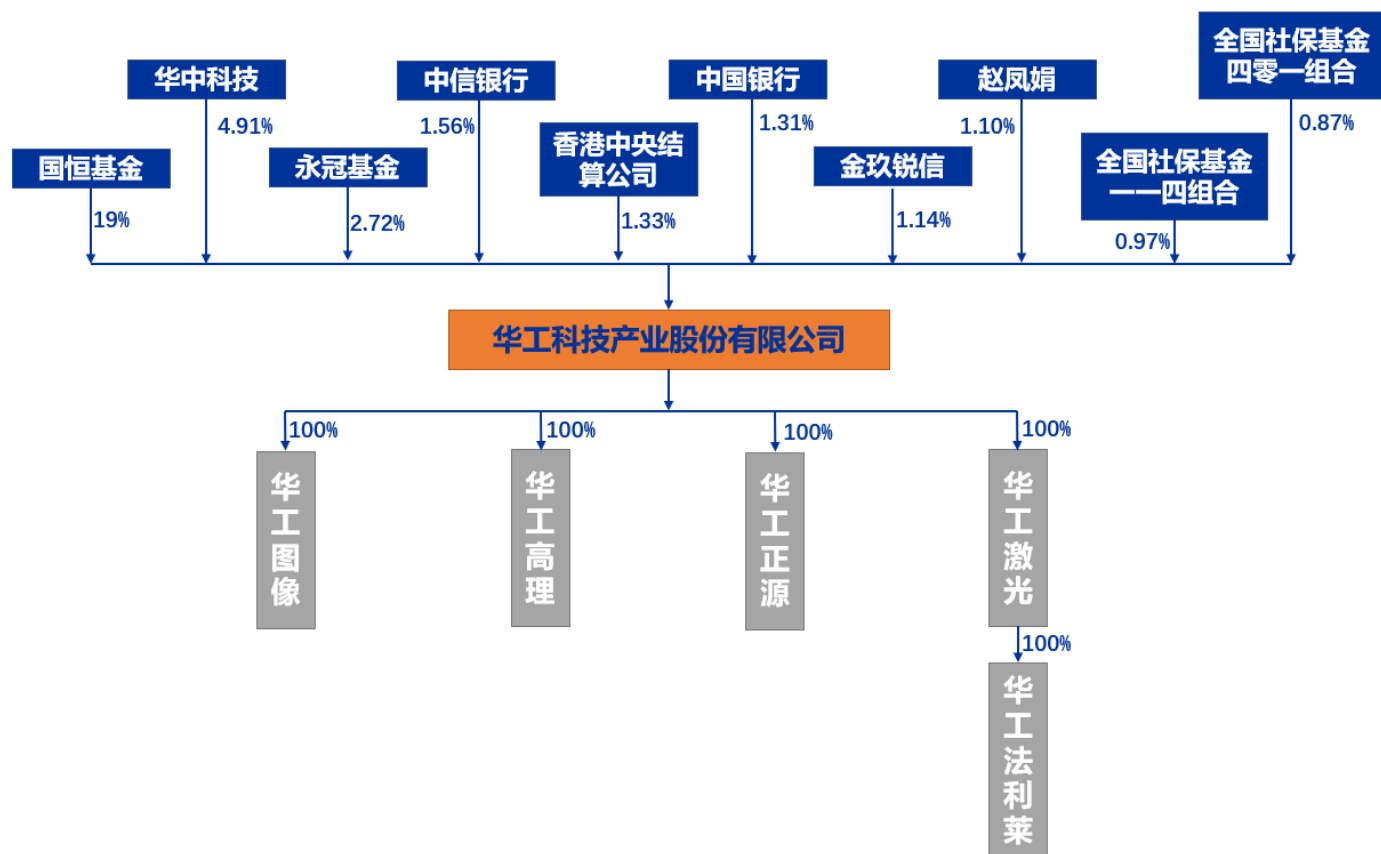 国恒基金
19%
华中科技
4.91%
永冠基金
2.72%
中信银行
1.56%
香港中央结
算公司
1.33%
中国银行
1.31%
金玖锐信
1.14%
赵凤娟
1.10%
全国社保基金
一一四组合
0.97%
全国社保基金
四零一组合
0.87%
华工科技产业股份有限公司
100%
华工图像
100%
华工高理
100%
华工正源
100%
华工激光
100%
华工法利莱